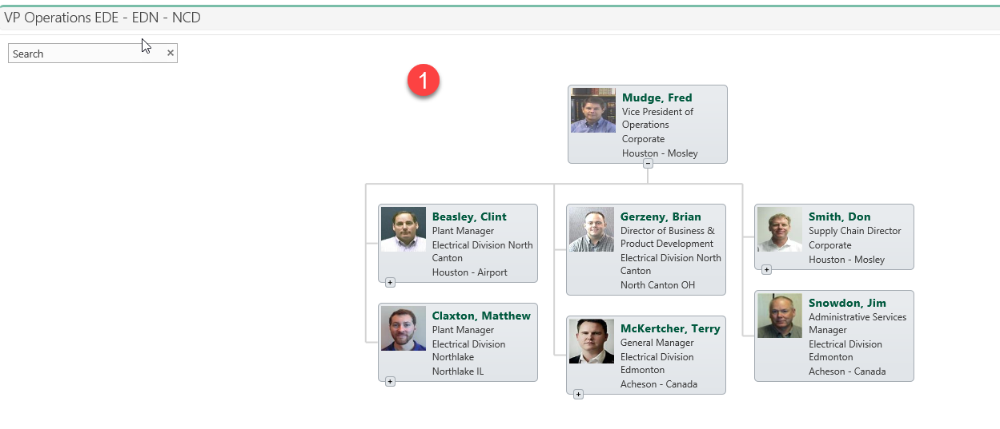 VP Operations EDE - EDN - NCD
Search
1
Mudge, Fred
Vice President of
Operations
Corporate
Houston - Mosley
Beasley, Clint
Plant Manager
Electrical Division North
Canton
Houston - Airport
Gerzeny, Brian
Director of Business &
Product Development
Electrical Division North
Canton
North Canton OH
Smith, Don
Supply Chain Director
Corporate
Houston - Mosley
Claxton, Matthew
Plant Manager
Electrical Division
Northlake
Northlake IL
McKertcher, Terry
General Manager
Electrical Division
Edmonton
Acheson - Canada
Snowdon, Jim
Administrative Services
Manager
Electrical Division
Edmonton
Acheson - Canada